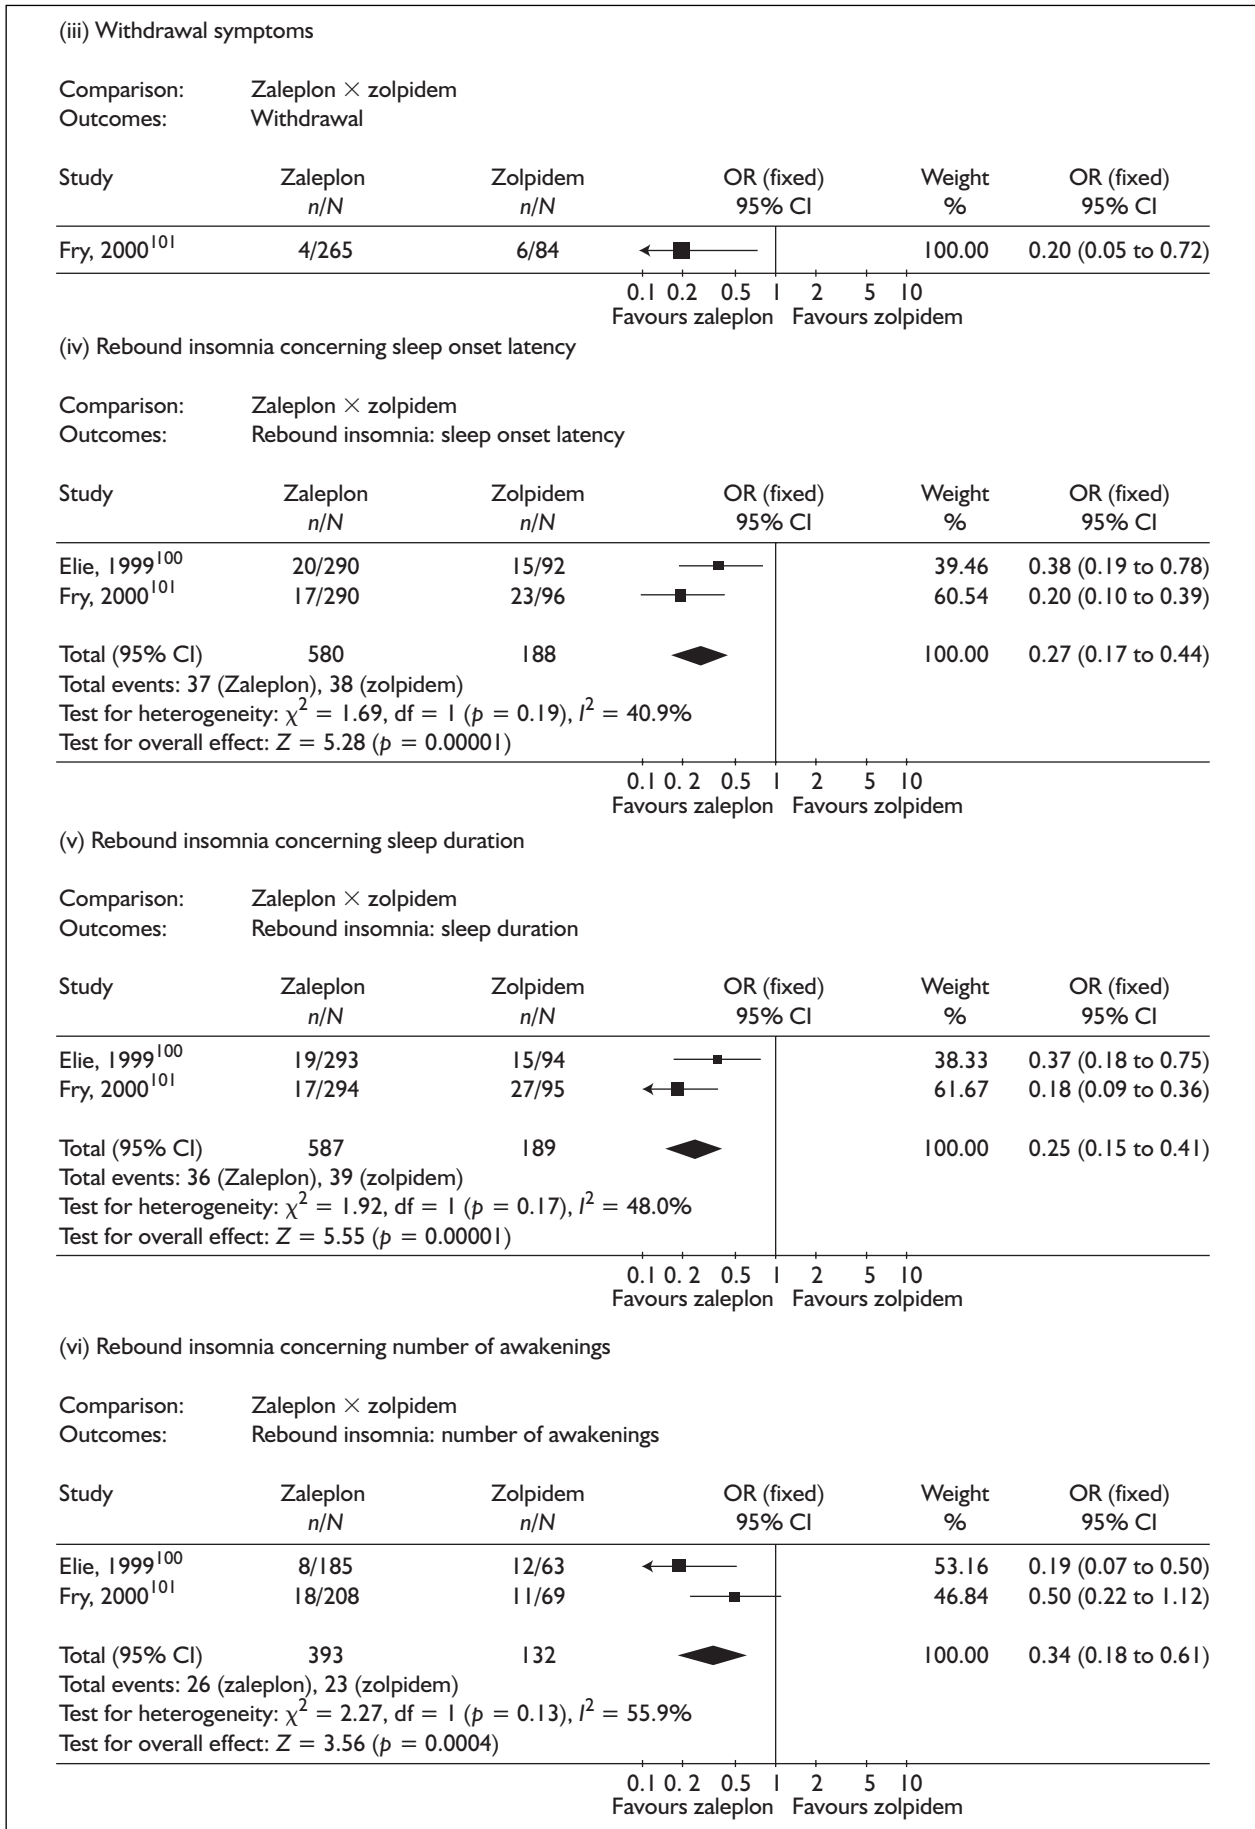 (iii) Withdrawal symptoms
Comparison: Zaleplon × zolpidem
Outcomes: Withdrawal
Study Zaleplon Zolpidem OR (fixed) Weight OR (fixed)
n/N n/N 95% CI % 95% CI
Fry, 2000¹⁰¹ 4/265 6/84 100.00 0.20 (0.05 to 0.72)
0.1 0.2 0.5 1 2 5 10
Favours zaleplon Favours zolpidem
(iv) Rebound insomnia concerning sleep onset latency
Comparison: Zaleplon × zolpidem
Outcomes: Rebound insomnia: sleep onset latency
Study Zaleplon Zolpidem OR (fixed) Weight OR (fixed)
n/N n/N 95% CI % 95% CI
Elie, 1999¹⁰⁰ 20/290 15/92 39.46 0.38 (0.19 to 0.78)
Fry, 2000¹⁰¹ 17/290 23/96 60.54 0.20 (0.10 to 0.39)
Total (95% CI) 580 188 100.00 0.27 (0.17 to 0.44)
Total events: 37 (Zaleplon), 38 (zolpidem)
Test for heterogeneity: χ² = 1.69, df = 1 (p = 0.19), I² = 40.9%
Test for overall effect: Z = 5.28 (p = 0.00001)
0.1 0. 2 0.5 1 2 5 10
Favours zaleplon Favours zolpidem
(v) Rebound insomnia concerning sleep duration
Comparison: Zaleplon × zolpidem
Outcomes: Rebound insomnia: sleep duration
Study Zaleplon Zolpidem OR (fixed) Weight OR (fixed)
n/N n/N 95% CI % 95% CI
Elie, 1999¹⁰⁰ 19/293 15/94 38.33 0.37 (0.18 to 0.75)
Fry, 2000¹⁰¹ 17/294 27/95 61.67 0.18 (0.09 to 0.36)
Total (95% CI) 587 189 100.00 0.25 (0.15 to 0.41)
Total events: 36 (Zaleplon), 39 (zolpidem)
Test for heterogeneity: χ² = 1.92, df = 1 (p = 0.17), I² = 48.0%
Test for overall effect: Z = 5.55 (p = 0.00001)
0.1 0. 2 0.5 1 2 5 10
Favours zaleplon Favours zolpidem
(vi) Rebound insomnia concerning number of awakenings
Comparison: Zaleplon × zolpidem
Outcomes: Rebound insomnia: number of awakenings
Study Zaleplon Zolpidem OR (fixed) Weight OR (fixed)
n/N n/N 95% CI % 95% CI
Elie, 1999¹⁰⁰ 8/185 12/63 53.16 0.19 (0.07 to 0.50)
Fry, 2000¹⁰¹ 18/208 11/69 46.84 0.50 (0.22 to 1.12)
Total (95% CI) 393 132 100.00 0.34 (0.18 to 0.61)
Total events: 26 (zaleplon), 23 (zolpidem)
Test for heterogeneity: χ² = 2.27, df = 1 (p = 0.13), I² = 55.9%
Test for overall effect: Z = 3.56 (p = 0.0004)
0.1 0. 2 0.5 1 2 5 10
Favours zaleplon Favours zolpidem